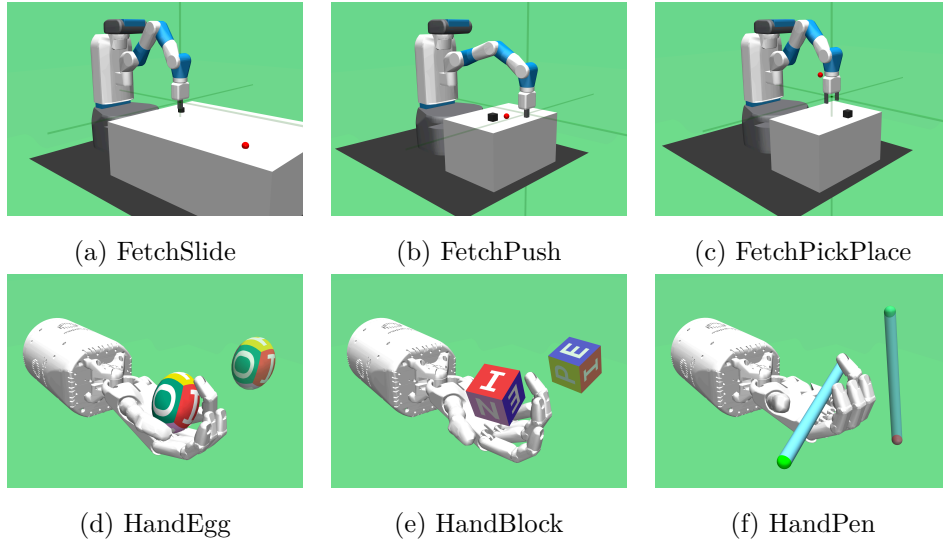 (a) FetchSlide
(b) FetchPush
(c) FetchPickPlace
O J
O J
I
N E
E
P I
(d) HandEgg
(e) HandBlock
(f) HandPen